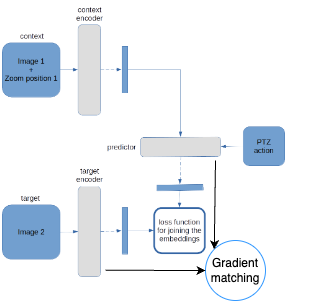 context
context
encoder
Image 1
+
Zoom position 1
predictor
PTZ
action
target
target
encoder
Image 2
loss function
for joining the
embeddings
Gradient
matching